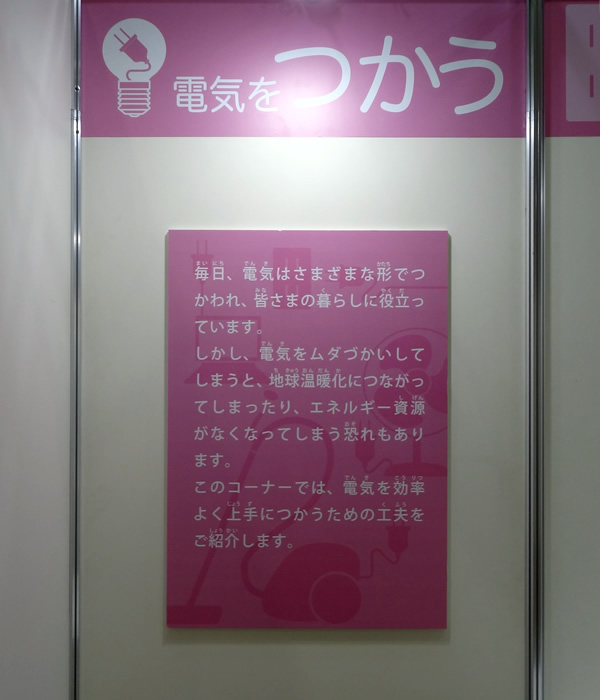 電気をつかう
毎日、電気はさまざまな形でつ
かわれ、皆さまの暮らしに役立っ
ています。
しかし、電気をムダづかいして
しまうと、地球温暖化につながっ
てしまったり、エネルギー資源
がなくなってしまう恐れもあり
ます。
このコーナーでは、電気を効率
よく上手につかうための工夫を
ご紹介します。